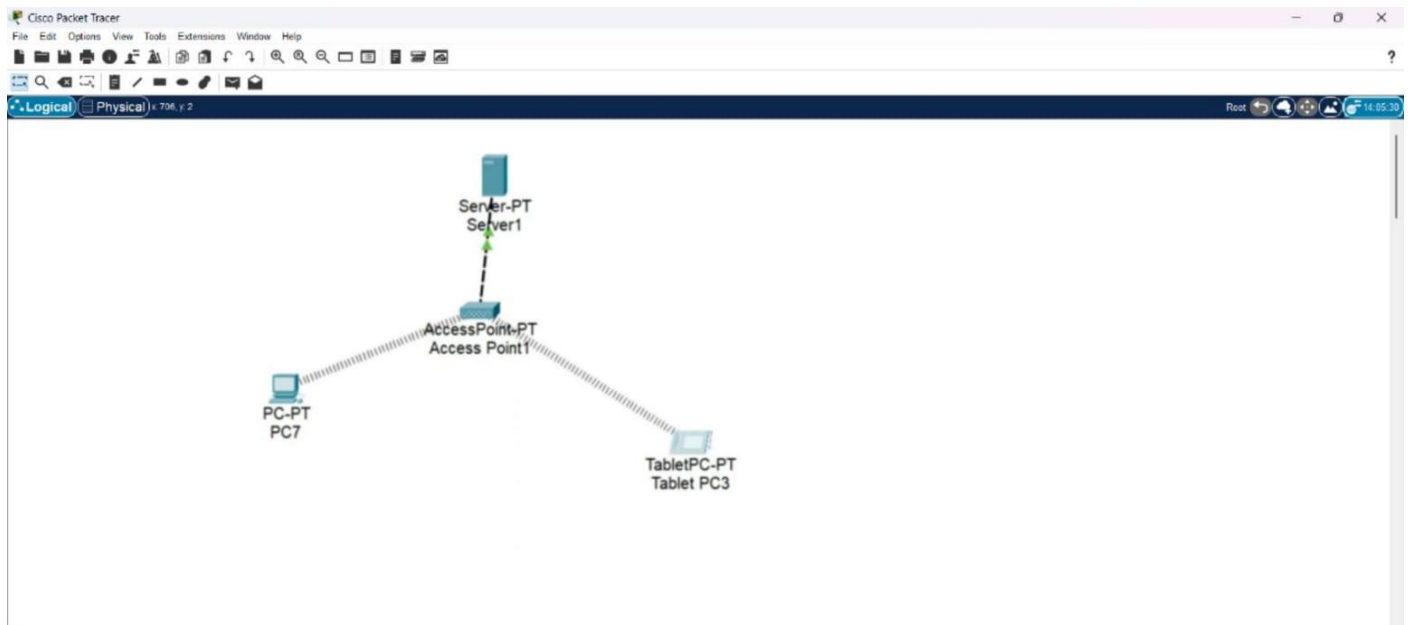 Cisco Packet Tracer
File Edit Options View Tools Extensions Window Help
?
Logical Physical x: 706, y: 2
Root 14:05:30
Server-PT
Server1
AccessPoint-PT
Access Point1
PC-PT
PC7
TabletPC-PT
Tablet PC3